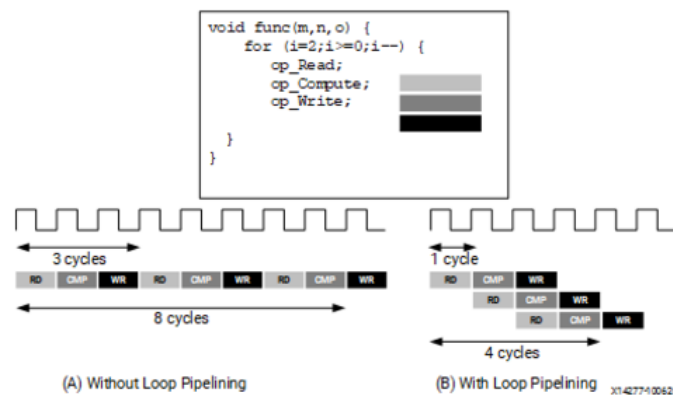 void func(m,n,o) {
for (i=2;i>=0;i--) {
op_Read;
op_Compute;
op_Write;
}
}
3 cycles
1 cycle
RD CMP WR RD CMP WR RD CMP WR
RD CMP WR
RD CMP WR
RD CMP WR
8 cycles
4 cycles
(A) Without Loop Pipelining
(B) With Loop Pipelining